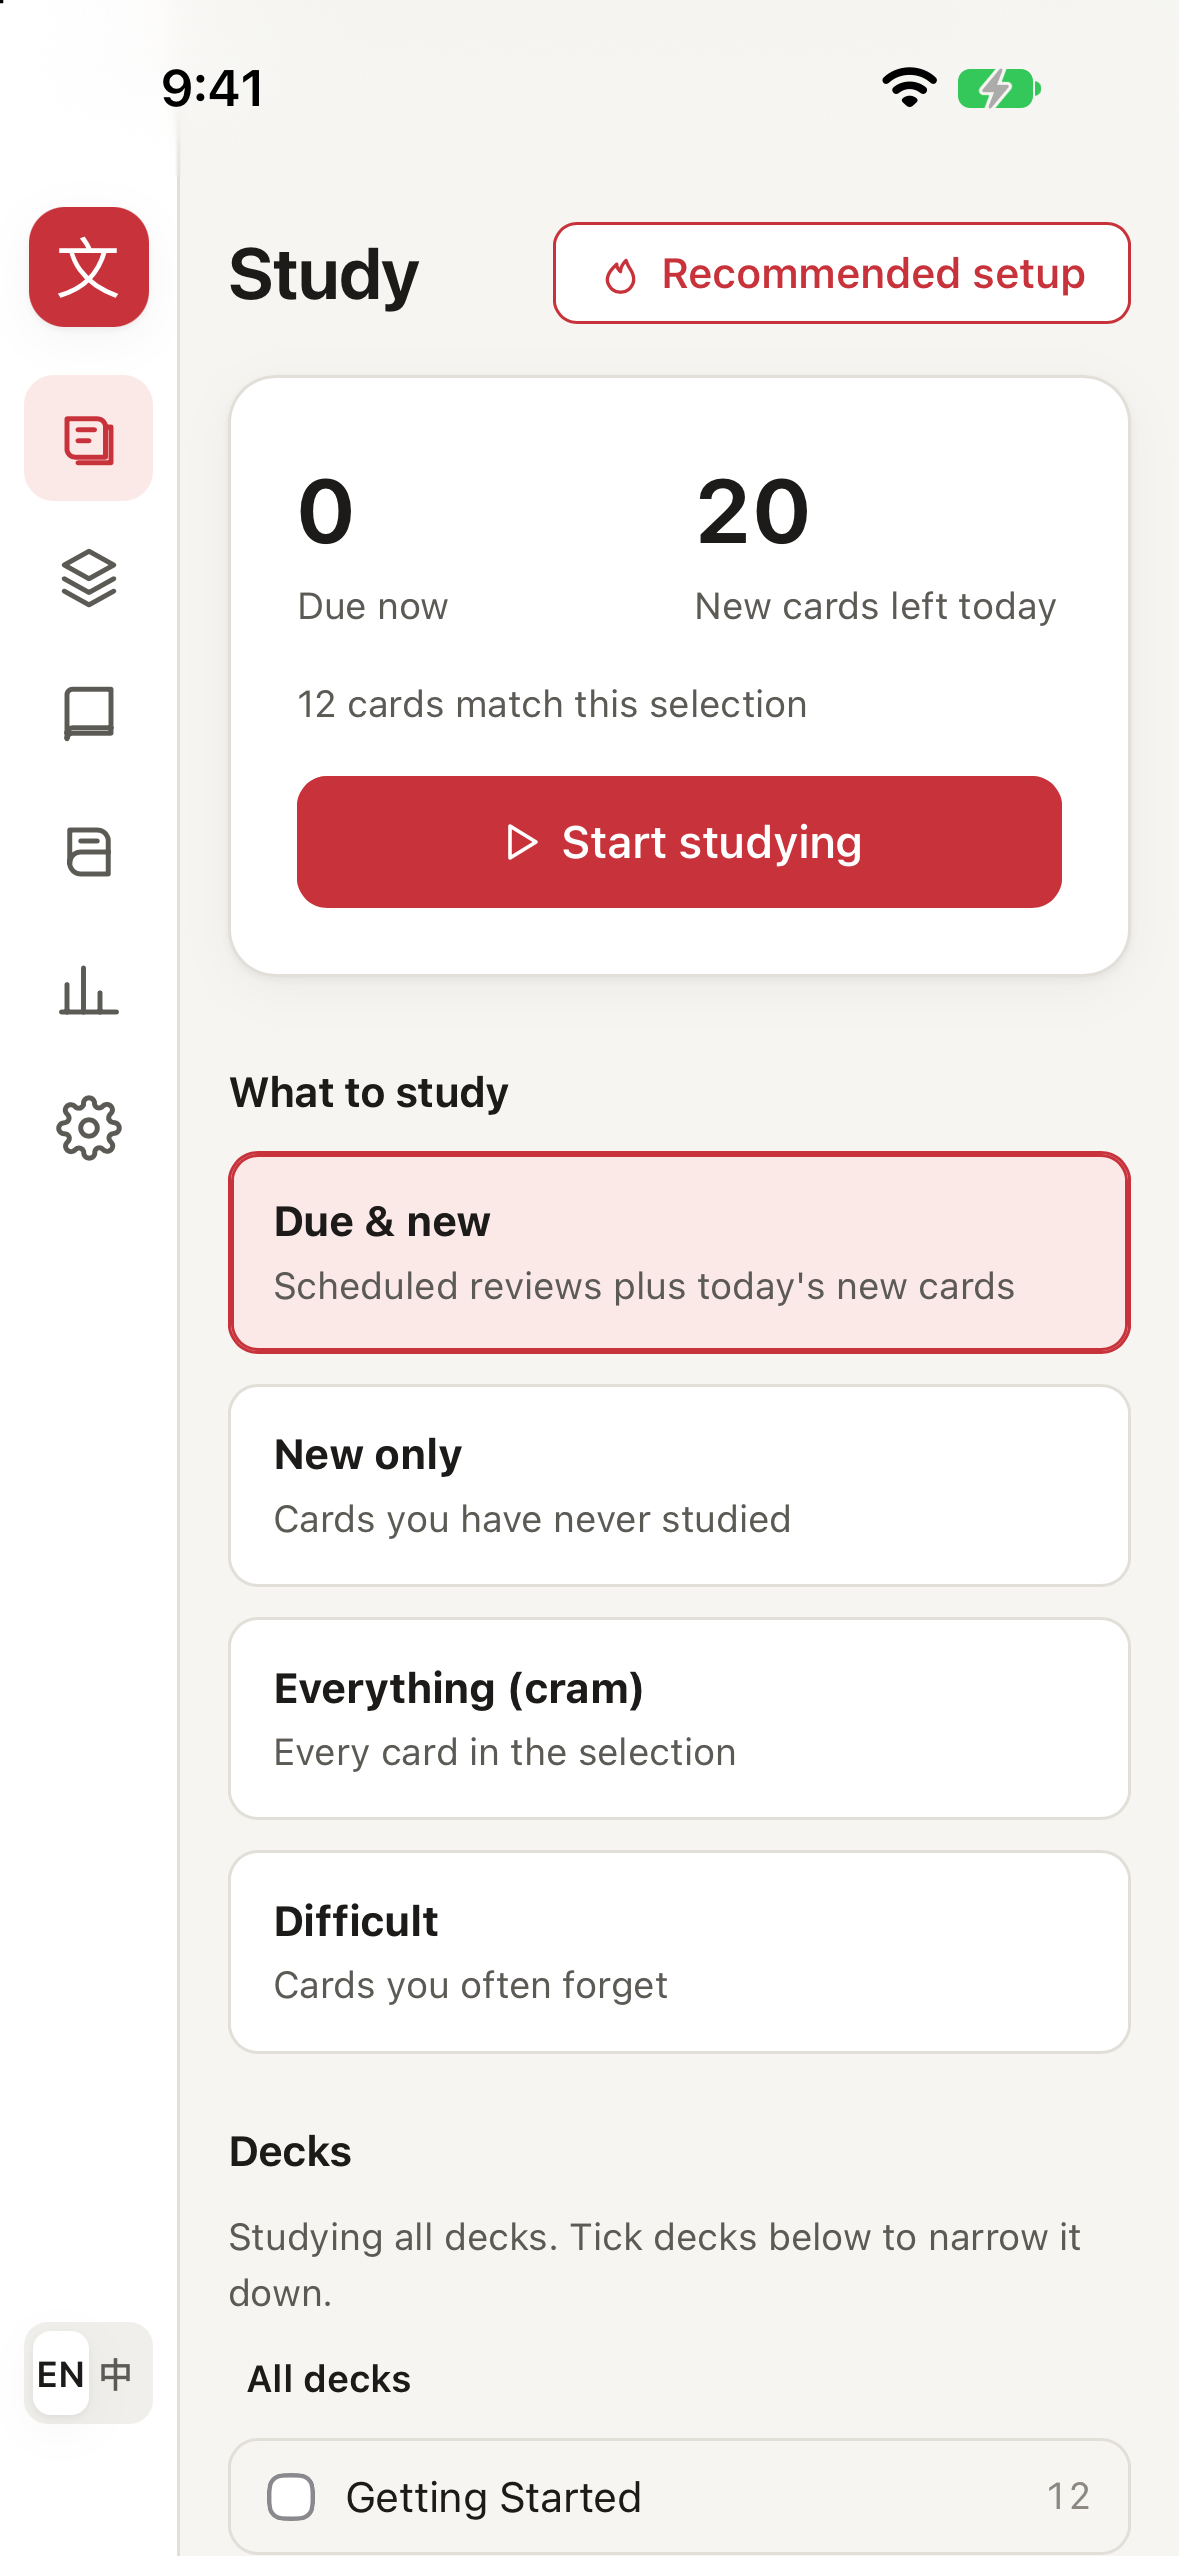 9:41
文
Study
Recommended setup
0
Due now
20
New cards left today
12 cards match this selection
Start studying
What to study
Due & new
Scheduled reviews plus today's new cards
New only
Cards you have never studied
Everything (cram)
Every card in the selection
Difficult
Cards you often forget
Decks
Studying all decks. Tick decks below to narrow it
down.
EN 中
All decks
Getting Started 12